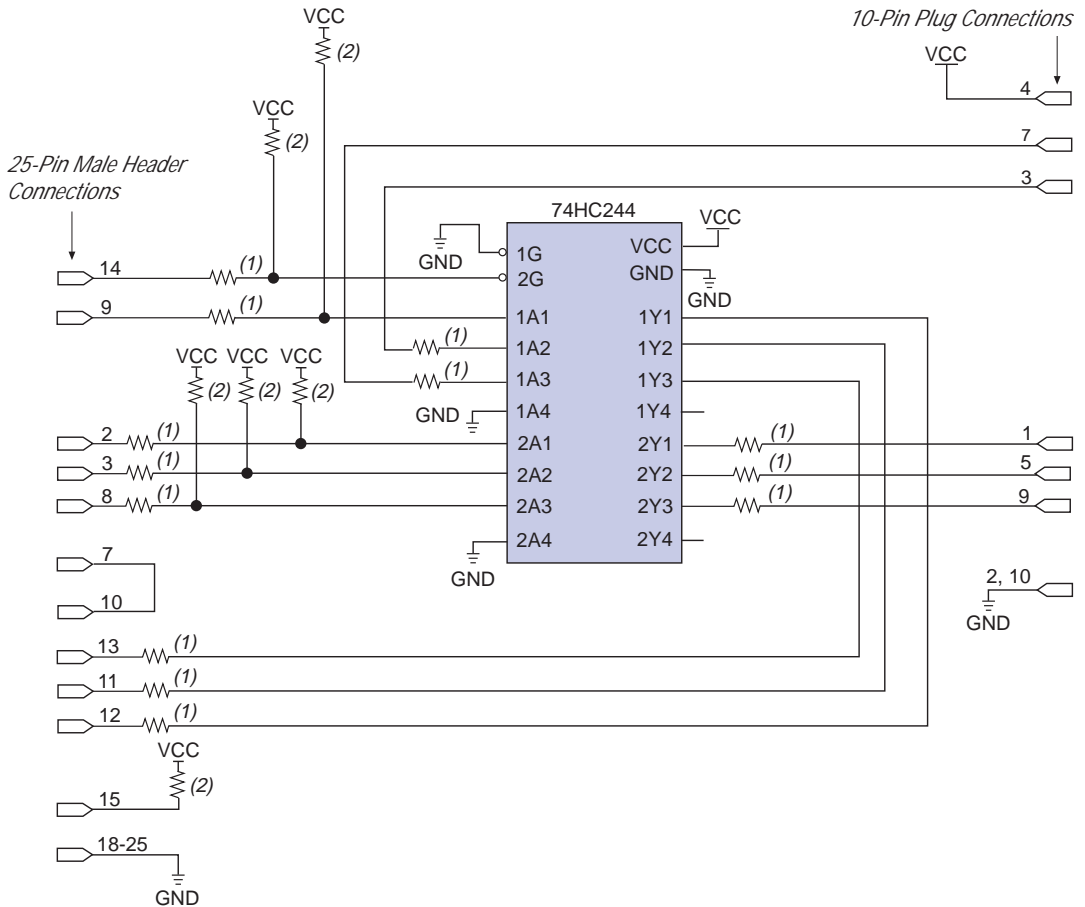 VCC
(2)
10-Pin Plug Connections
VCC
4
VCC
(2)
7
25-Pin Male Header
Connections
3
74HC244
VCC
GND
1G
VCC
14
(1)
2G
GND
GND
9
(1)
1A1
1Y1
(1)
1A2
1Y2
VCC
VCC
VCC
(1)
1A3
1Y3
(2)
(2)
(2)
GND
1A4
1Y4
2
(1)
2A1
2Y1
(1)
1
3
(1)
2A2
2Y2
(1)
5
8
(1)
2A3
2Y3
(1)
9
2A4
2Y4
GND
7
2, 10
10
GND
13
(1)
11
(1)
12
(1)
VCC
(2)
15
18-25
GND